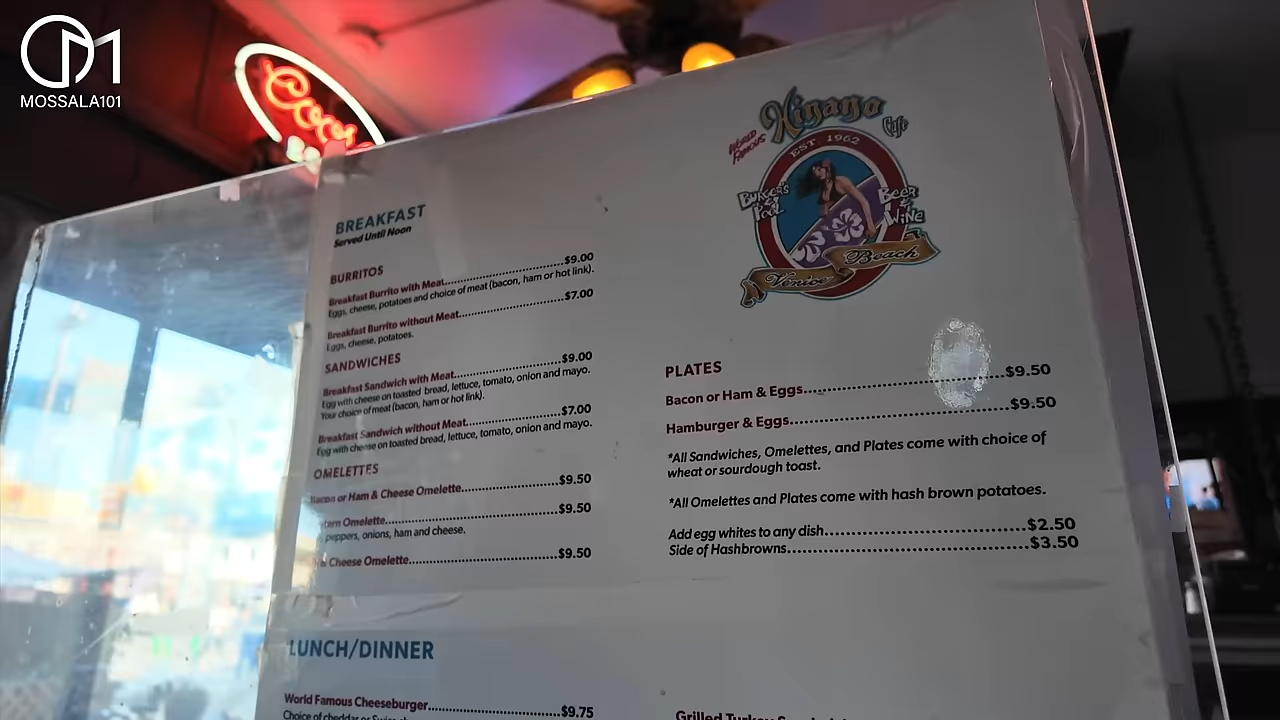 MOSSALA101
Coors
WORLD
FAMOUS
Hinano
Cafe
EST 1962
BURGERS
& POOL
BEER
& WINE
Venice Beach
BREAKFAST
Served Until Noon
BURRITOS
Breakfast Burrito with Meat..............................$9.00
Eggs, cheese, potatoes and choice of meat (bacon, ham or hot link).
Breakfast Burrito without Meat..........................$7.00
Eggs, cheese, potatoes.
SANDWICHES
Breakfast Sandwich with Meat...........................$9.00
Egg with cheese on toasted bread, lettuce, tomato, onion and mayo.
Your choice of meat (bacon, ham or hot link).
Breakfast Sandwich without Meat.......................$7.00
Egg with cheese on toasted bread, lettuce, tomato, onion and mayo.
OMELETTES
Bacon or Ham & Cheese Omelette........................$9.50
Omelette..........................................$9.50
peppers, onions, ham and cheese.
Cheese Omelette....................................$9.50
PLATES
Bacon or Ham & Eggs........................................$9.50
Hamburger & Eggs...........................................$9.50
*All Sandwiches, Omelettes, and Plates come with choice of
wheat or sourdough toast.
*All Omelettes and Plates come with hash brown potatoes.
Add egg whites to any dish...................................$2.50
Side of Hashbrowns...........................................$3.50
LUNCH/DINNER
World Famous Cheeseburger...........................$9.75
Choice of cheddar or Swiss
Grilled Turkey